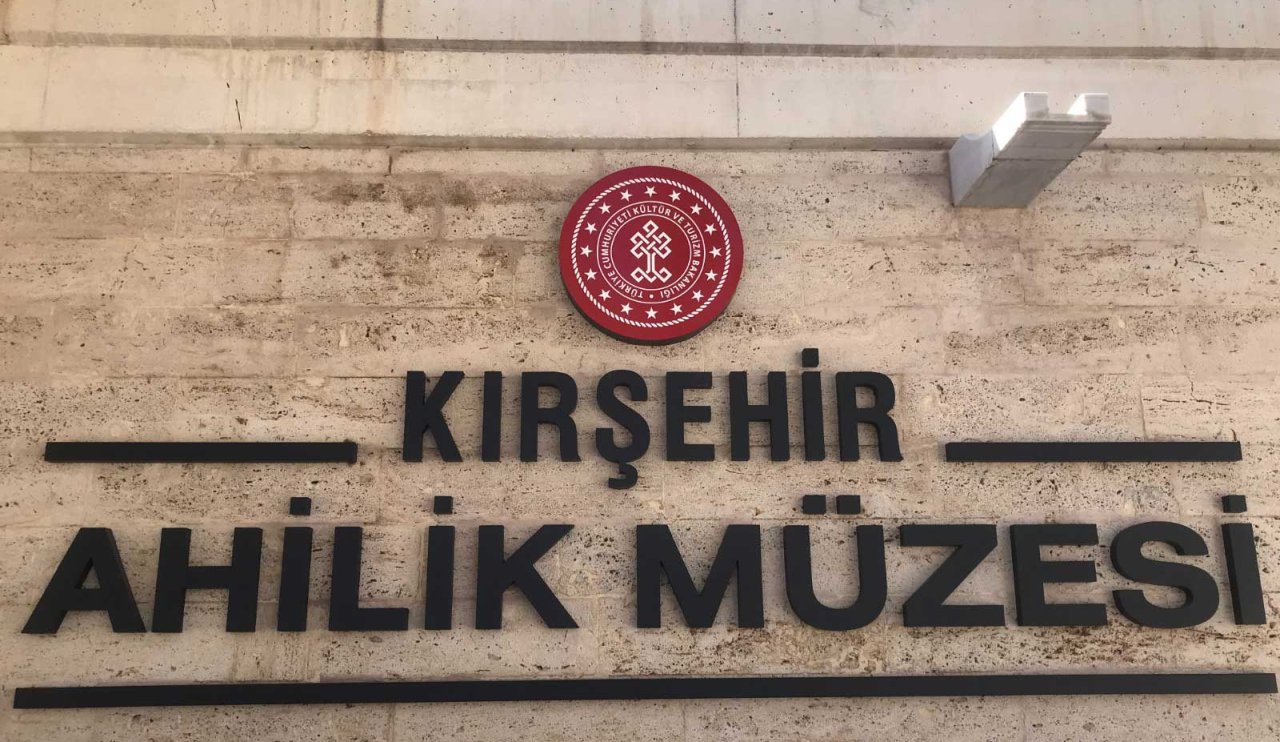 TÜRKİYE CUMHURİYETİ KÜLTÜR VE TURİZM BAKANLIĞI
KIRŞEHİR
AHİLİK MÜZESİ